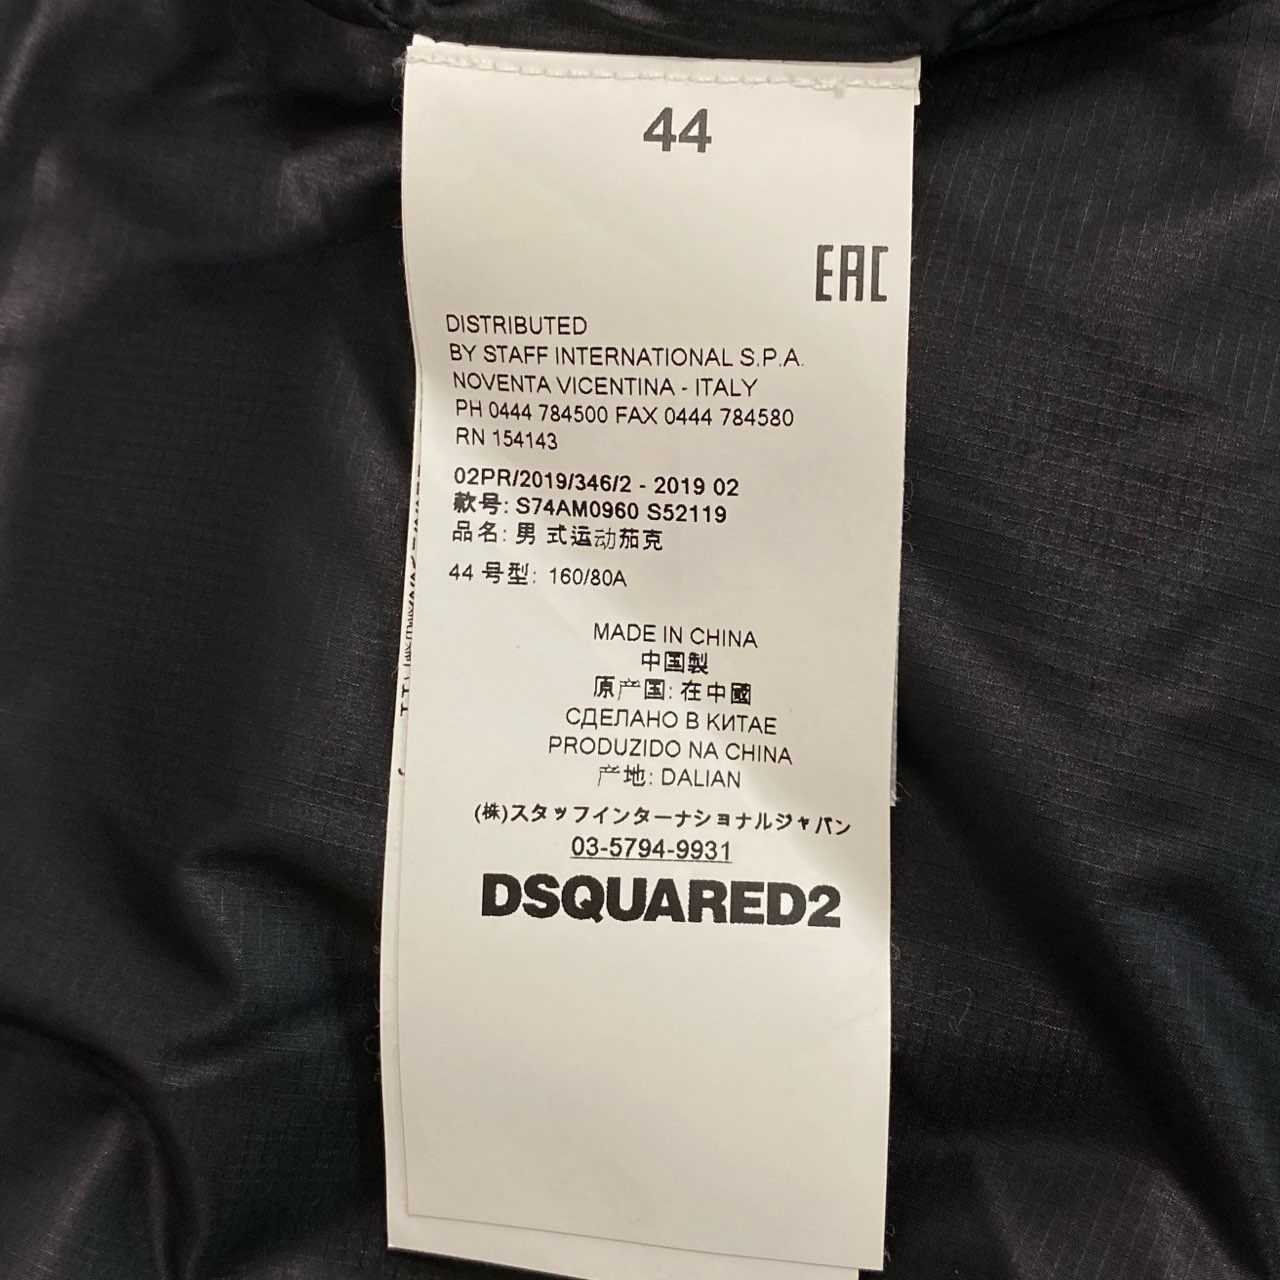 44
EAC
DISTRIBUTED
BY STAFF INTERNATIONAL S.P.A.
NOVENTA VICENTINA - ITALY
PH 0444 784500 FAX 0444 784580
RN 154143
02PR/2019/346/2 - 2019 02
款号: S74AM0960 S52119
品名: 男 式运动茄克
44 号型: 160/80A
MADE IN CHINA
中国製
原产国: 在中國
СДЕЛАНО В КИТАЕ
PRODUZIDO NA CHINA
产地: DALIAN
(株)スタッフインターナショナルジャパン
03-5794-9931
DSQUARED2